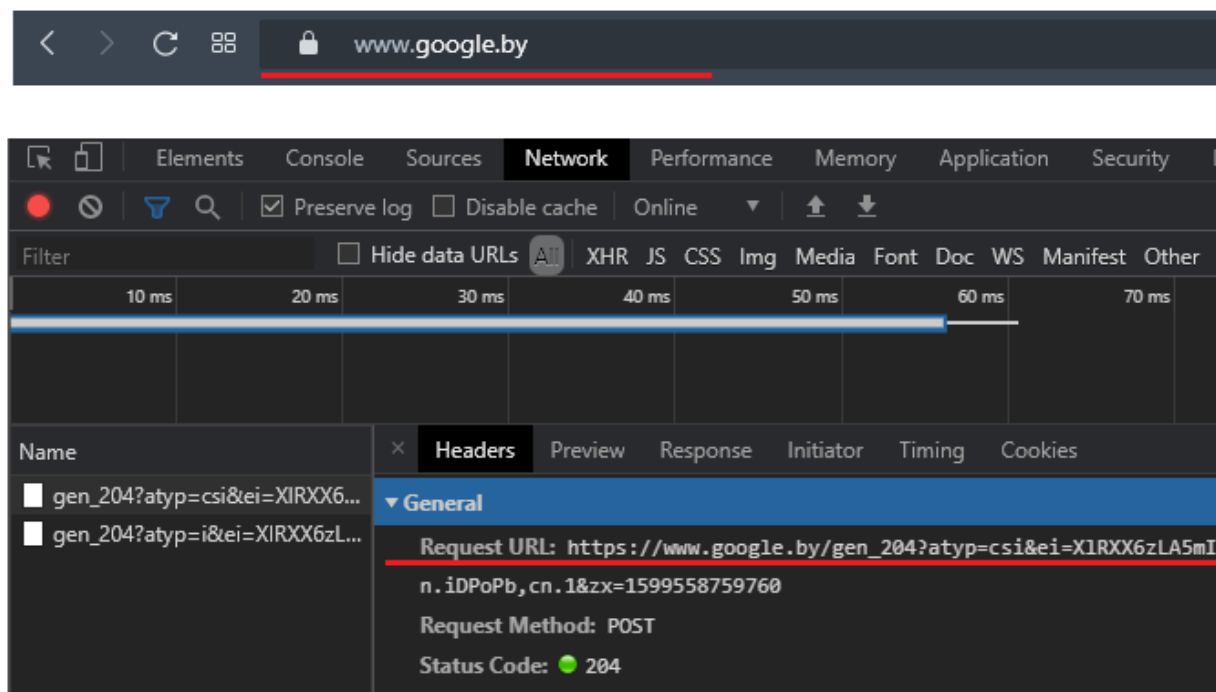 www.google.by
Elements Console Sources Network Performance Memory Application Security
Preserve log Disable cache Online
Filter Hide data URLs All XHR JS CSS Img Media Font Doc WS Manifest Other
10 ms 20 ms 30 ms 40 ms 50 ms 60 ms 70 ms
Name
Headers Preview Response Initiator Timing Cookies
gen_204?atyp=csi&ei=XlRXX6...
General
gen_204?atyp=i&ei=XlRXX6zL...
Request URL: https://www.google.by/gen_204?atyp=csi&ei=XlRXX6zLA5mI
n.iDPoPb,cn.1&zx=1599558759760
Request Method: POST
Status Code: 204